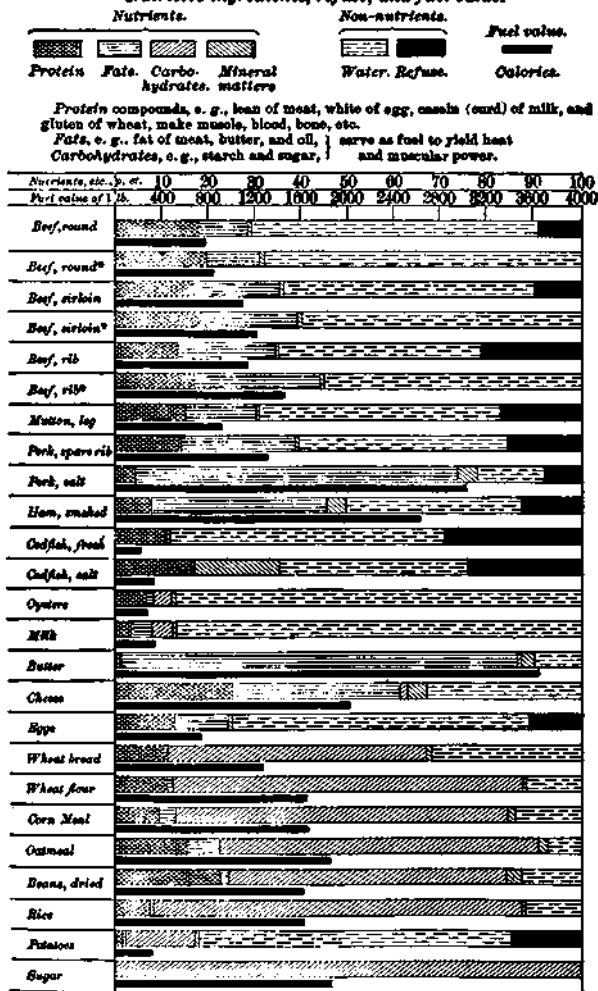 Nutrients. Non-nutrients.
Fuel value.
Protein Fats. Carbo- Mineral Water. Refuse. Calories.
hydrates. matters
Protein compounds, e. g., lean of meat, white of egg, casein (curd) of milk, and
gluten of wheat, make muscle, blood, bone, etc.
Fats, e. g., fat of meat, butter, and oil, } serve as fuel to yield heat
Carbohydrates, e. g., starch and sugar, } and muscular power.
Nutrients, etc., p. ct. 10 20 30 40 50 60 70 80 90 100
Fuel value of 1 lb. 400 800 1200 1600 2000 2400 2800 3200 3600 4000
Beef, round
Beef, round*
Beef, sirloin
Beef, sirloin*
Beef, rib
Beef, rib*
Mutton, leg
Pork, spare rib
Pork, salt
Ham, smoked
Codfish, fresh
Codfish, salt
Oysters
Milk
Butter
Cheese
Eggs
Wheat bread
Wheat flour
Corn Meal
Oatmeal
Beans, dried
Rice
Potatoes
Sugar